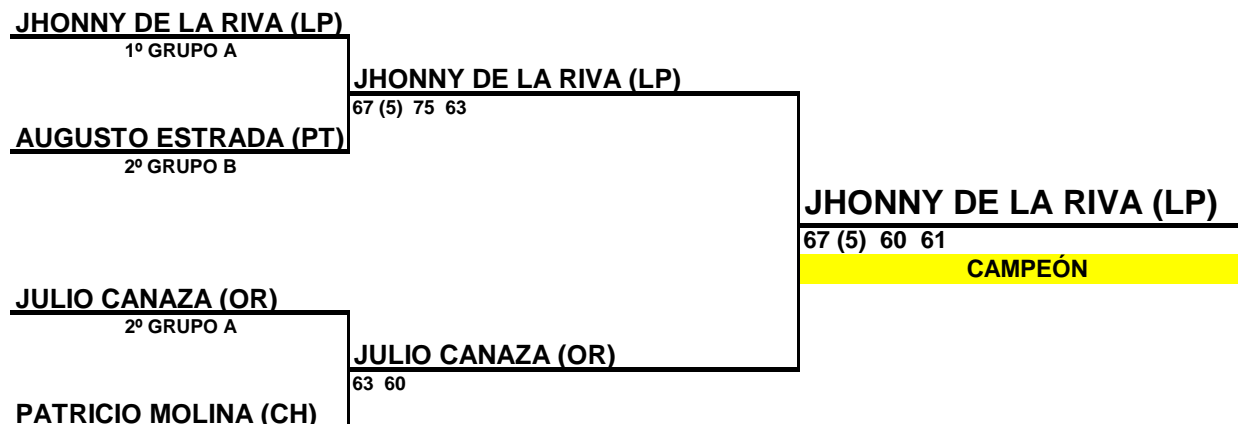 JHONNY DE LA RIVA (LP)
1º GRUPO A
JHONNY DE LA RIVA (LP)
67 (5) 75 63
AUGUSTO ESTRADA (PT)
2º GRUPO B
JHONNY DE LA RIVA (LP)
67 (5) 60 61
CAMPEÓN
JULIO CANAZA (OR)
2º GRUPO A
JULIO CANAZA (OR)
63 60
PATRICIO MOLINA (CH)